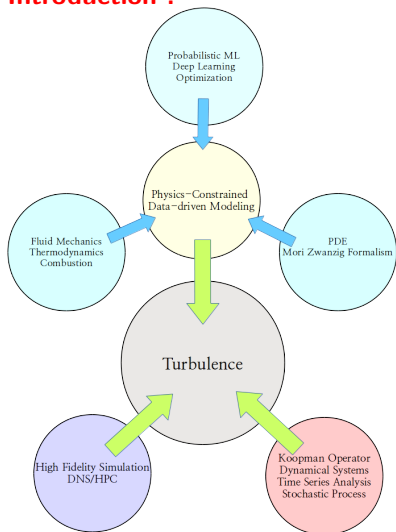 Introduction :
Probabilistic ML
Deep Learning
Optimization
Physics-Constrained
Data-driven Modeling
Fluid Mechanics
Thermodynamics
Combustion
PDE
Mori Zwanzig Formalism
Turbulence
High Fidelity Simulation
DNS/HPC
Koopman Operator
Dynamical Systems
Time Series Analysis
Stochastic Process